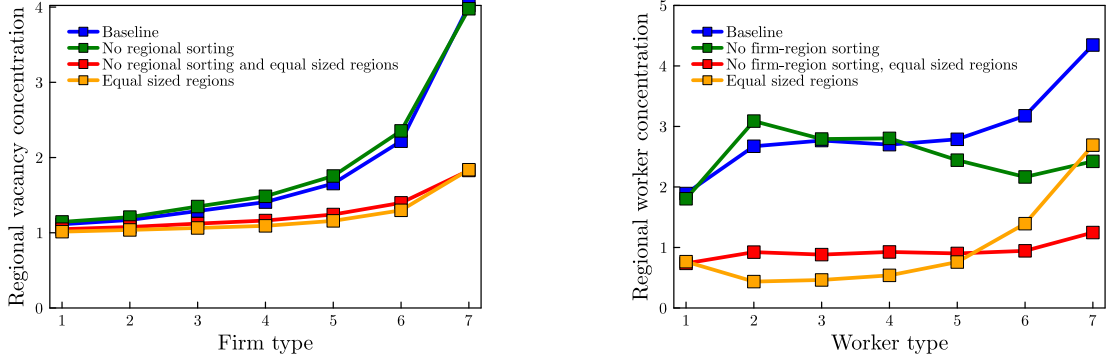 Regional vacancy concentration
4
3
2
1
0
Baseline
No regional sorting
No regional sorting and equal sized regions
Equal sized regions
1 2 3 4 5 6 7
Firm type
Regional worker concentration
5
4
3
2
1
0
Baseline
No firm-region sorting
No firm-region sorting, equal sized regions
Equal sized regions
1 2 3 4 5 6 7
Worker type